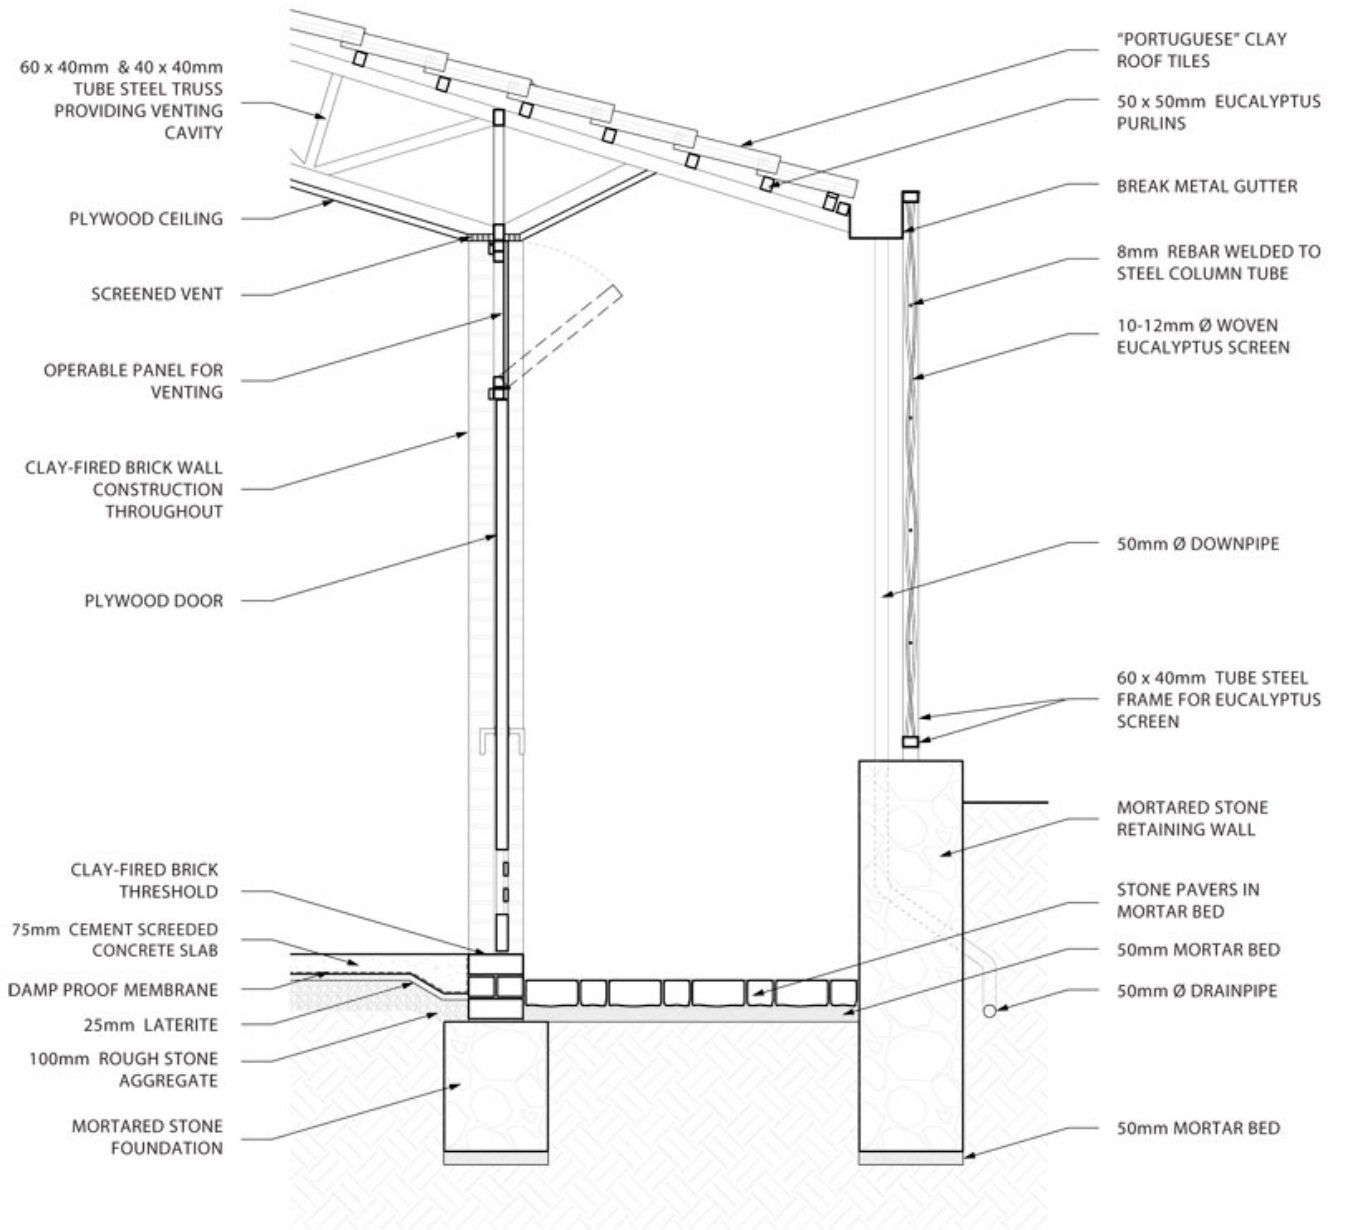 60 x 40mm & 40 x 40mm
TUBE STEEL TRUSS
PROVIDING VENTING
CAVITY
PLYWOOD CEILING
SCREENED VENT
OPERABLE PANEL FOR
VENTING
CLAY-FIRED BRICK WALL
CONSTRUCTION
THROUGHOUT
PLYWOOD DOOR
CLAY-FIRED BRICK
THRESHOLD
75mm CEMENT SCREEDED
CONCRETE SLAB
DAMP PROOF MEMBRANE
25mm LATERITE
100mm ROUGH STONE
AGGREGATE
MORTARED STONE
FOUNDATION
"PORTUGUESE" CLAY
ROOF TILES
50 x 50mm EUCALYPTUS
PURLINS
BREAK METAL GUTTER
8mm REBAR WELDED TO
STEEL COLUMN TUBE
10-12mm Ø WOVEN
EUCALYPTUS SCREEN
50mm Ø DOWNPIPE
60 x 40mm TUBE STEEL
FRAME FOR EUCALYPTUS
SCREEN
MORTARED STONE
RETAINING WALL
STONE PAVERS IN
MORTAR BED
50mm MORTAR BED
50mm Ø DRAINPIPE
50mm MORTAR BED